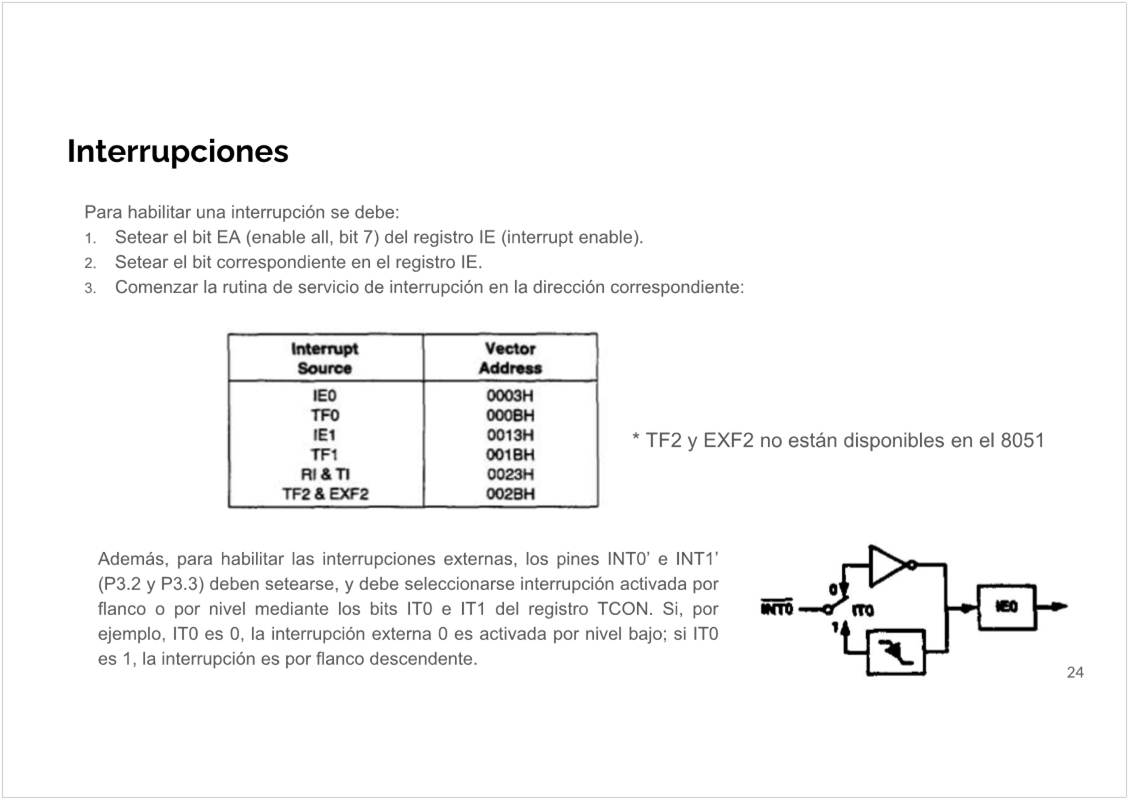 Interrupciones
Para habilitar una interrupción se debe:
1. Setear el bit EA (enable all, bit 7) del registro IE (interrupt enable).
2. Setear el bit correspondiente en el registro IE.
3. Comenzar la rutina de servicio de interrupción en la dirección correspondiente:
Interrupt Source Vector Address
IE0 0003H
TF0 000BH
IE1 0013H
TF1 001BH
RI & TI 0023H
TF2 & EXF2 002BH
* TF2 y EXF2 no están disponibles en el 8051
Además, para habilitar las interrupciones externas, los pines INT0’ e INT1’
(P3.2 y P3.3) deben setearse, y debe seleccionarse interrupción activada por
flanco o por nivel mediante los bits IT0 e IT1 del registro TCON. Si, por
ejemplo, IT0 es 0, la interrupción externa 0 es activada por nivel bajo; si IT0
es 1, la interrupción es por flanco descendente.
0
INT0 IT0 IE0
1
24